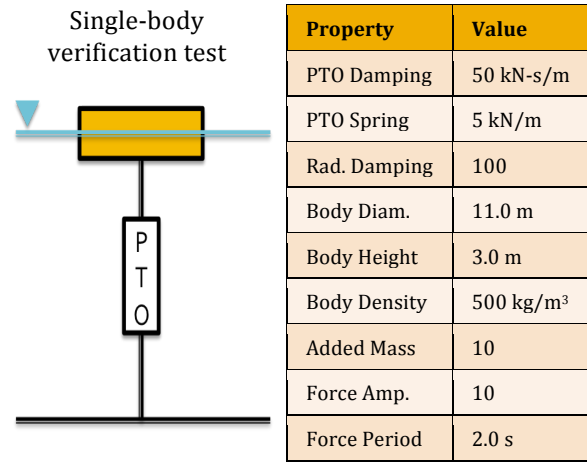 Single-body
verification test
P
T
O
Property Value
PTO Damping 50 kN-s/m
PTO Spring 5 kN/m
Rad. Damping 100
Body Diam. 11.0 m
Body Height 3.0 m
Body Density 500 kg/m³
Added Mass 10
Force Amp. 10
Force Period 2.0 s